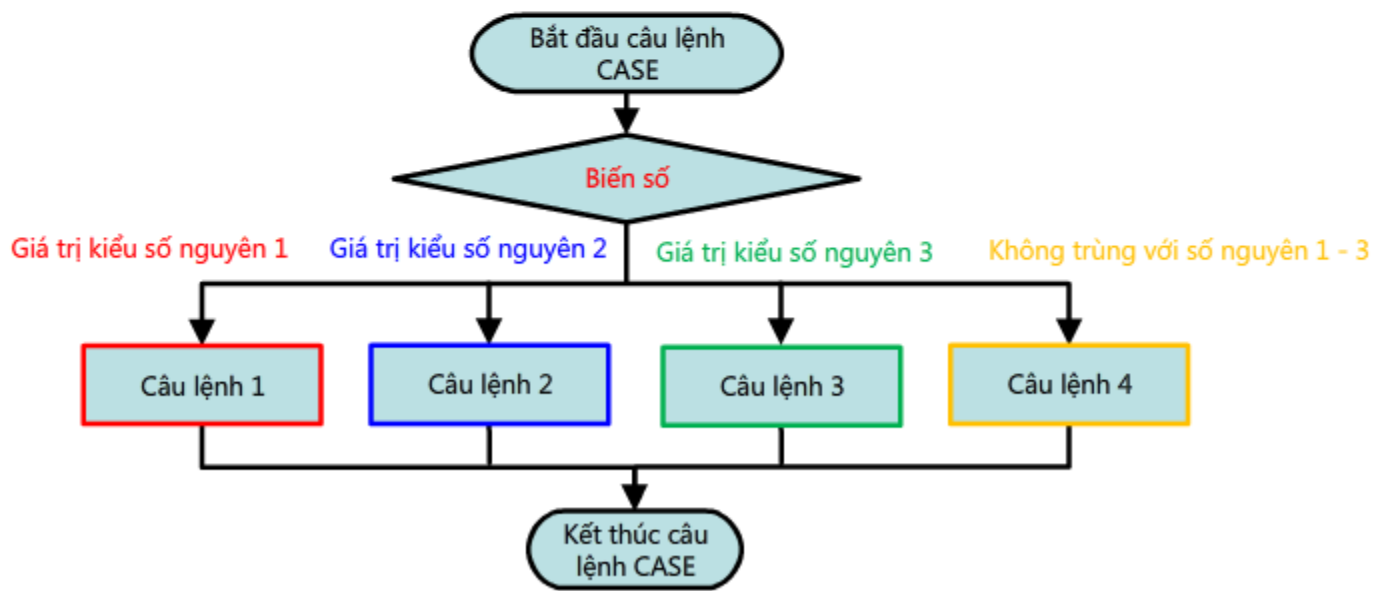 Bắt đầu câu lệnh
CASE
Biến số
Giá trị kiểu số nguyên 1
Giá trị kiểu số nguyên 2
Giá trị kiểu số nguyên 3
Không trùng với số nguyên 1 - 3
Câu lệnh 1
Câu lệnh 2
Câu lệnh 3
Câu lệnh 4
Kết thúc câu
lệnh CASE